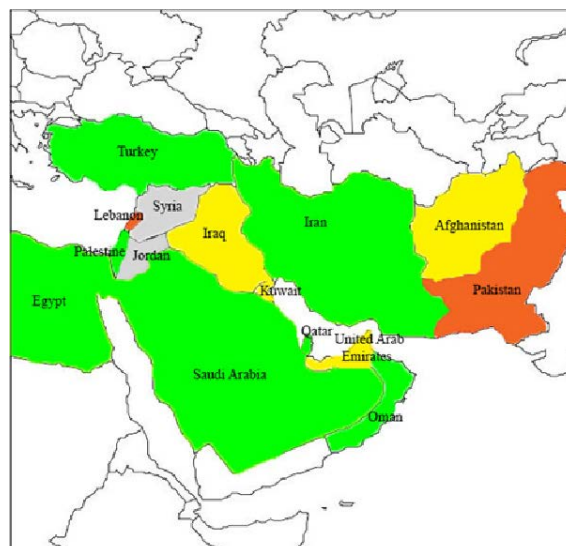 Turkey
Syria
Lebanon
Iraq
Iran
Afghanistan
Palestine
Jordan
Pakistan
Kuwait
Egypt
Qatar
United Arab
Emirates
Saudi Arabia
Oman